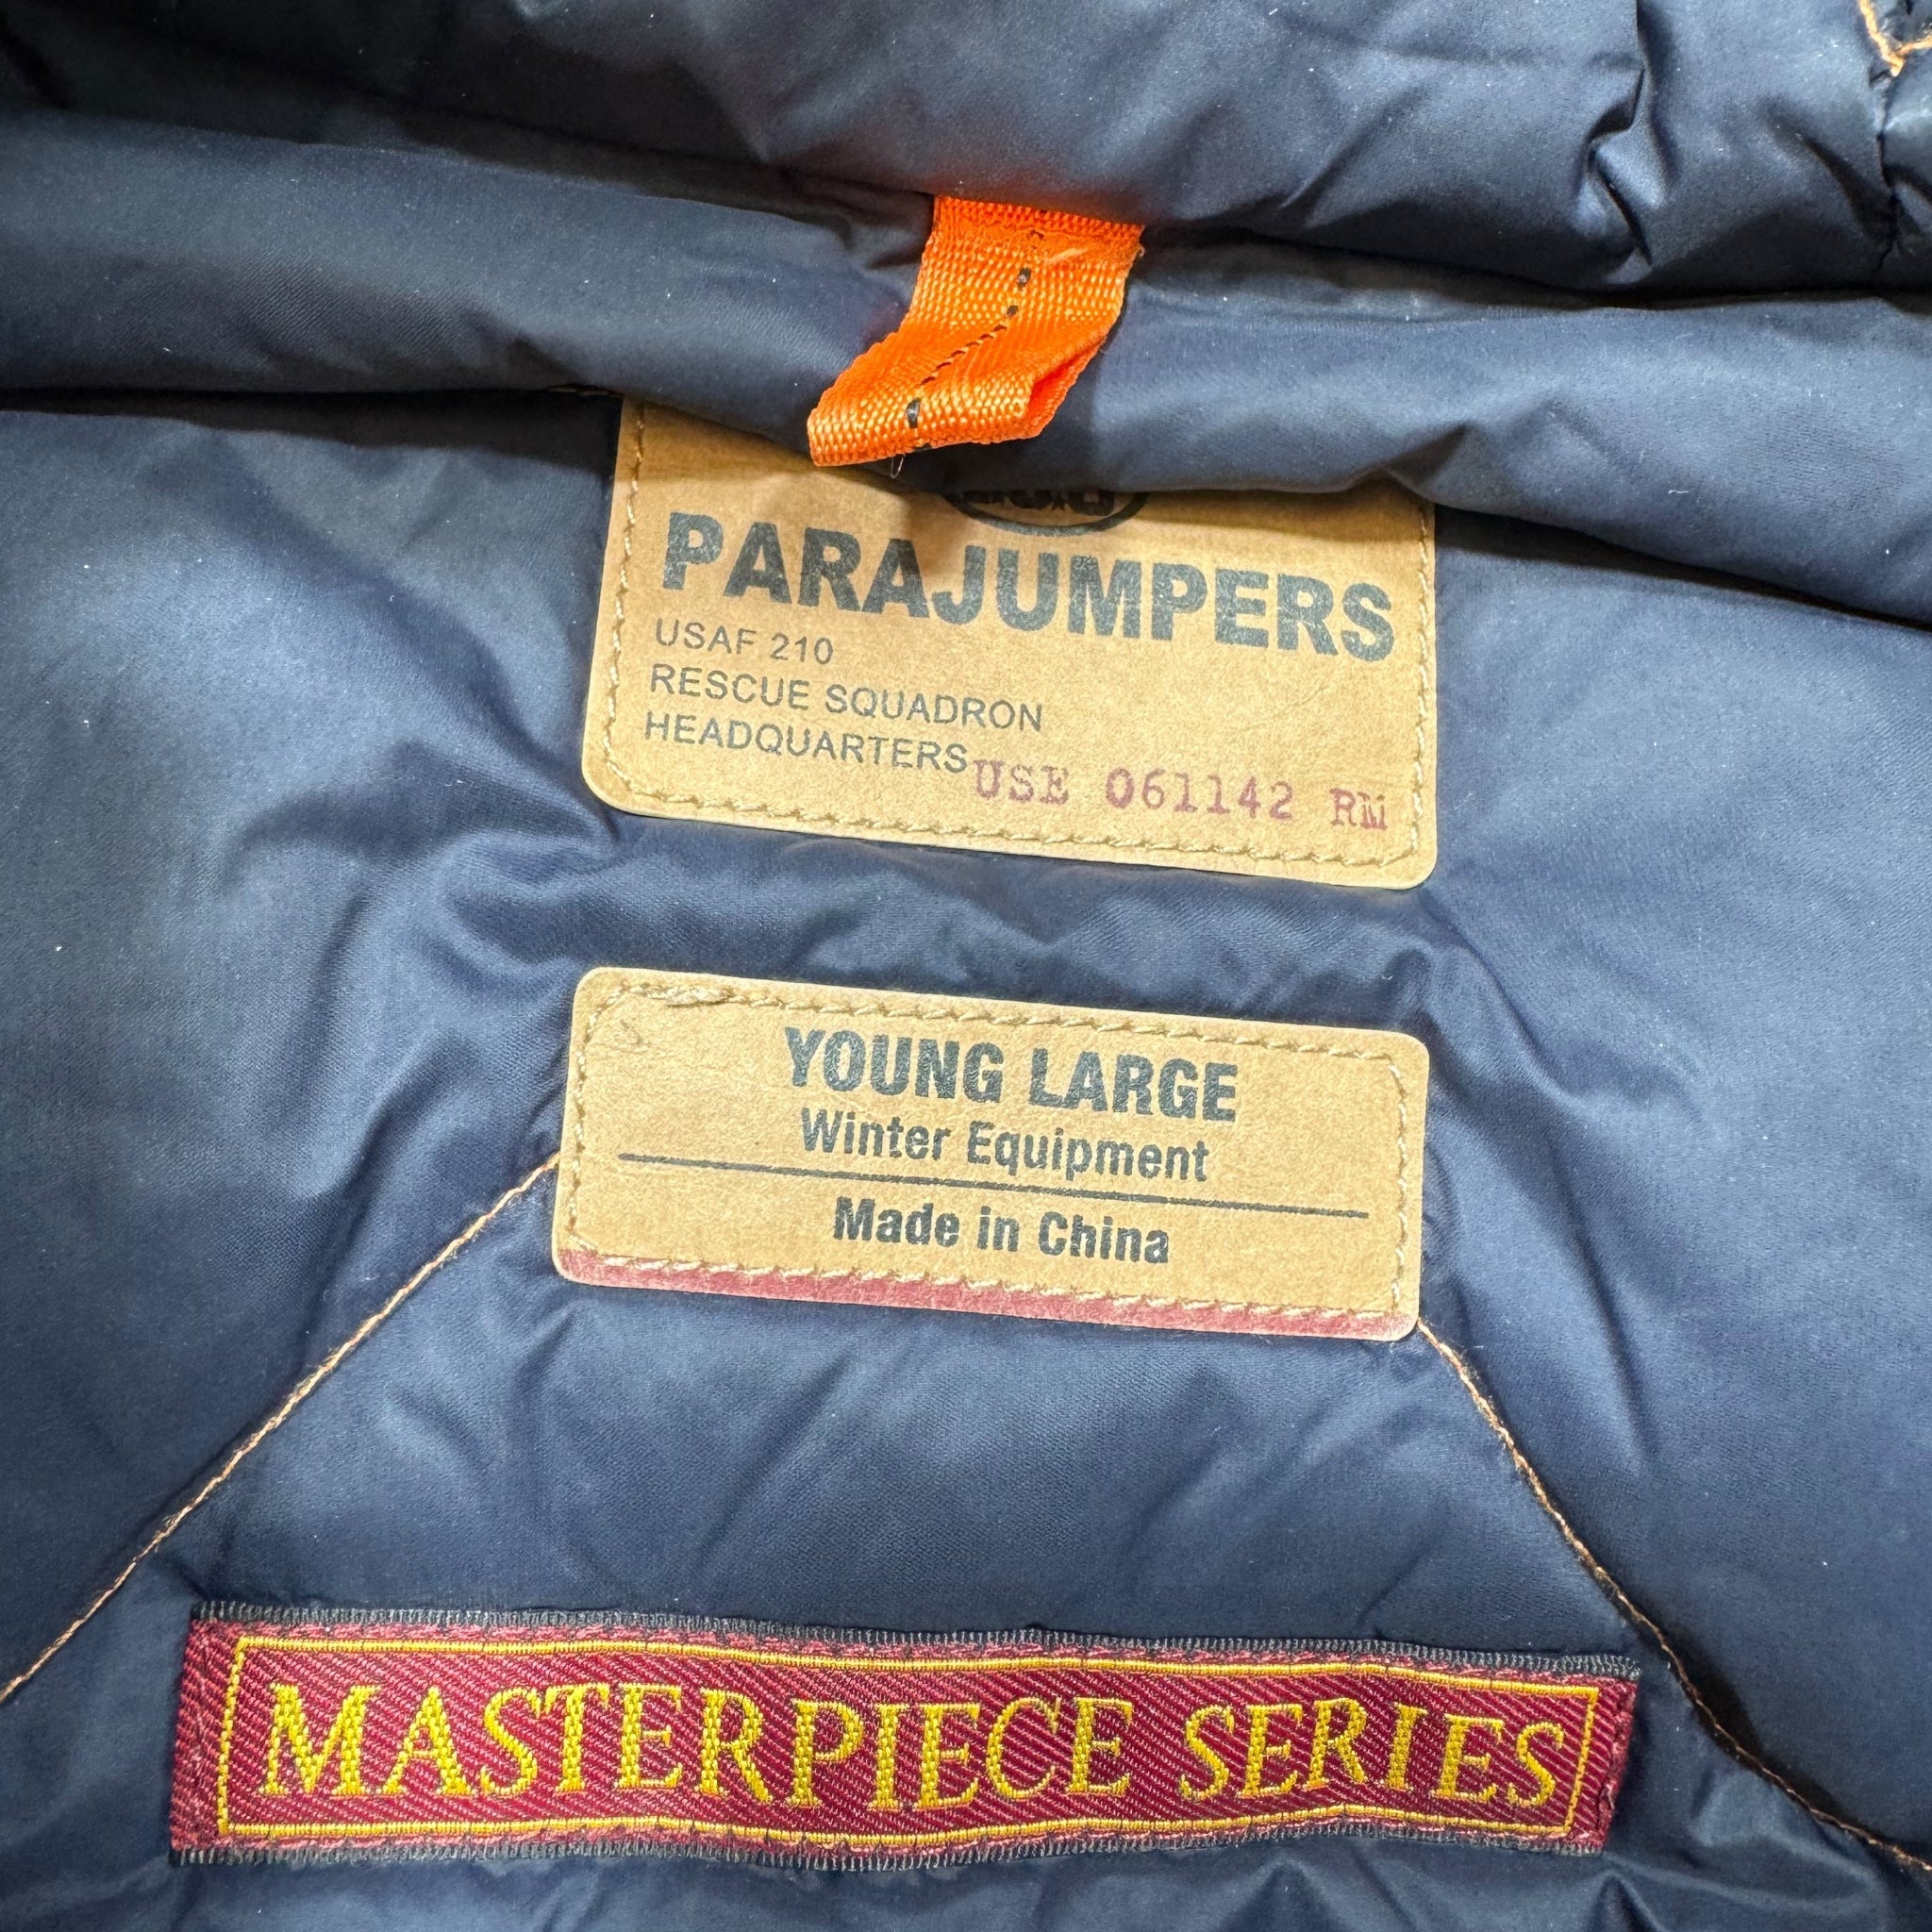 PARAJUMPERS
USAF 210
RESCUE SQUADRON
HEADQUARTERS
USE 061142 RM
YOUNG LARGE
Winter Equipment
Made in China
MASTERPIECE SERIES